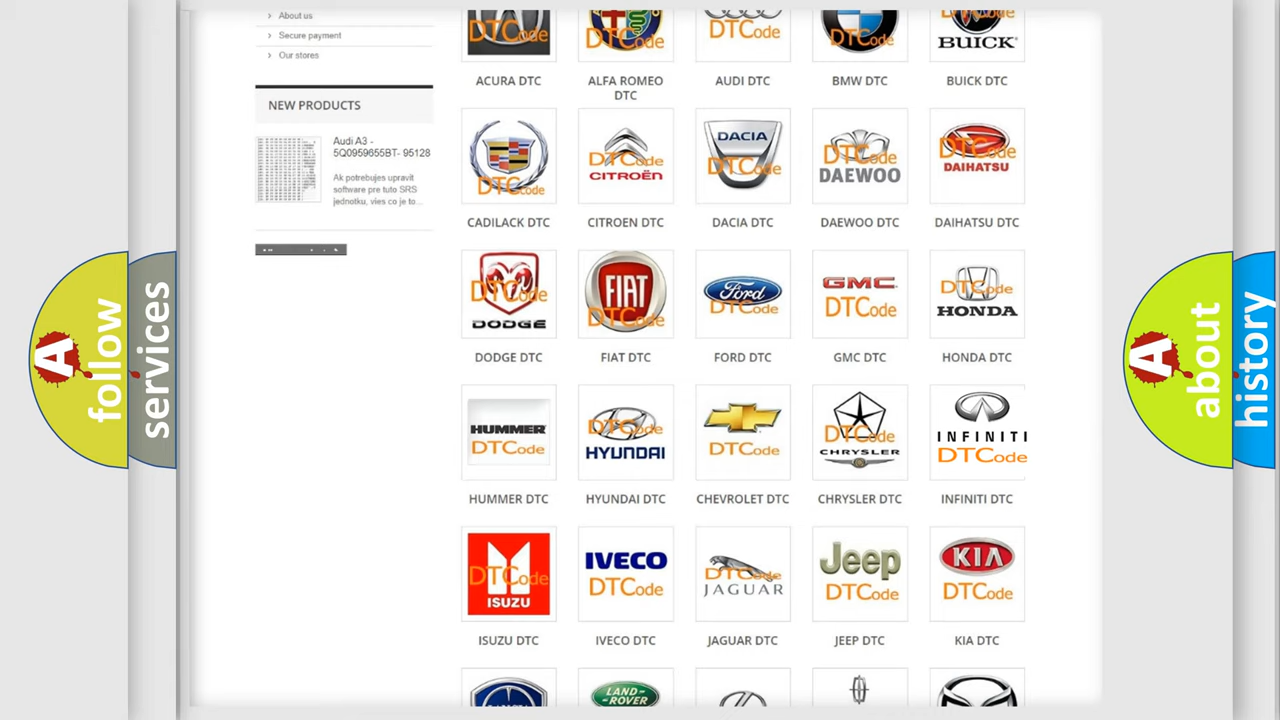 About us
Secure payment
Our stores
NEW PRODUCTS
Audi A3 -
5Q0959655BT- 95128
Ak potrebujes upravit
software pre tuto SRS
jednotku, vies co je to...
DTCode
DTCode
DTCode
DTCode
BUICK
ACURA DTC
ALFA ROMEO
DTC
AUDI DTC
BMW DTC
BUICK DTC
DTCode
DTCode
CITROËN
DACIA
DTCode
DTCode
DAEWOO
DTCode
DAIHATSU
CADILACK DTC
CITROEN DTC
DACIA DTC
DAEWOO DTC
DAIHATSU DTC
DTCode
DODGE
FIAT
DTCode
Ford
DTCode
GMC
DTCode
DTCode
HONDA
DODGE DTC
FIAT DTC
FORD DTC
GMC DTC
HONDA DTC
HUMMER
DTCode
DTCode
HYUNDAI
DTCode
DTCode
CHRYSLER
INFINITI
DTCode
HUMMER DTC
HYUNDAI DTC
CHEVROLET DTC
CHRYSLER DTC
INFINITI DTC
DTCode
ISUZU
IVECO
DTCode
DTCode
JAGUAR
Jeep
DTCode
KIA
DTCode
ISUZU DTC
IVECO DTC
JAGUAR DTC
JEEP DTC
KIA DTC
LAND-
ROVER
A follow
services
A about
history